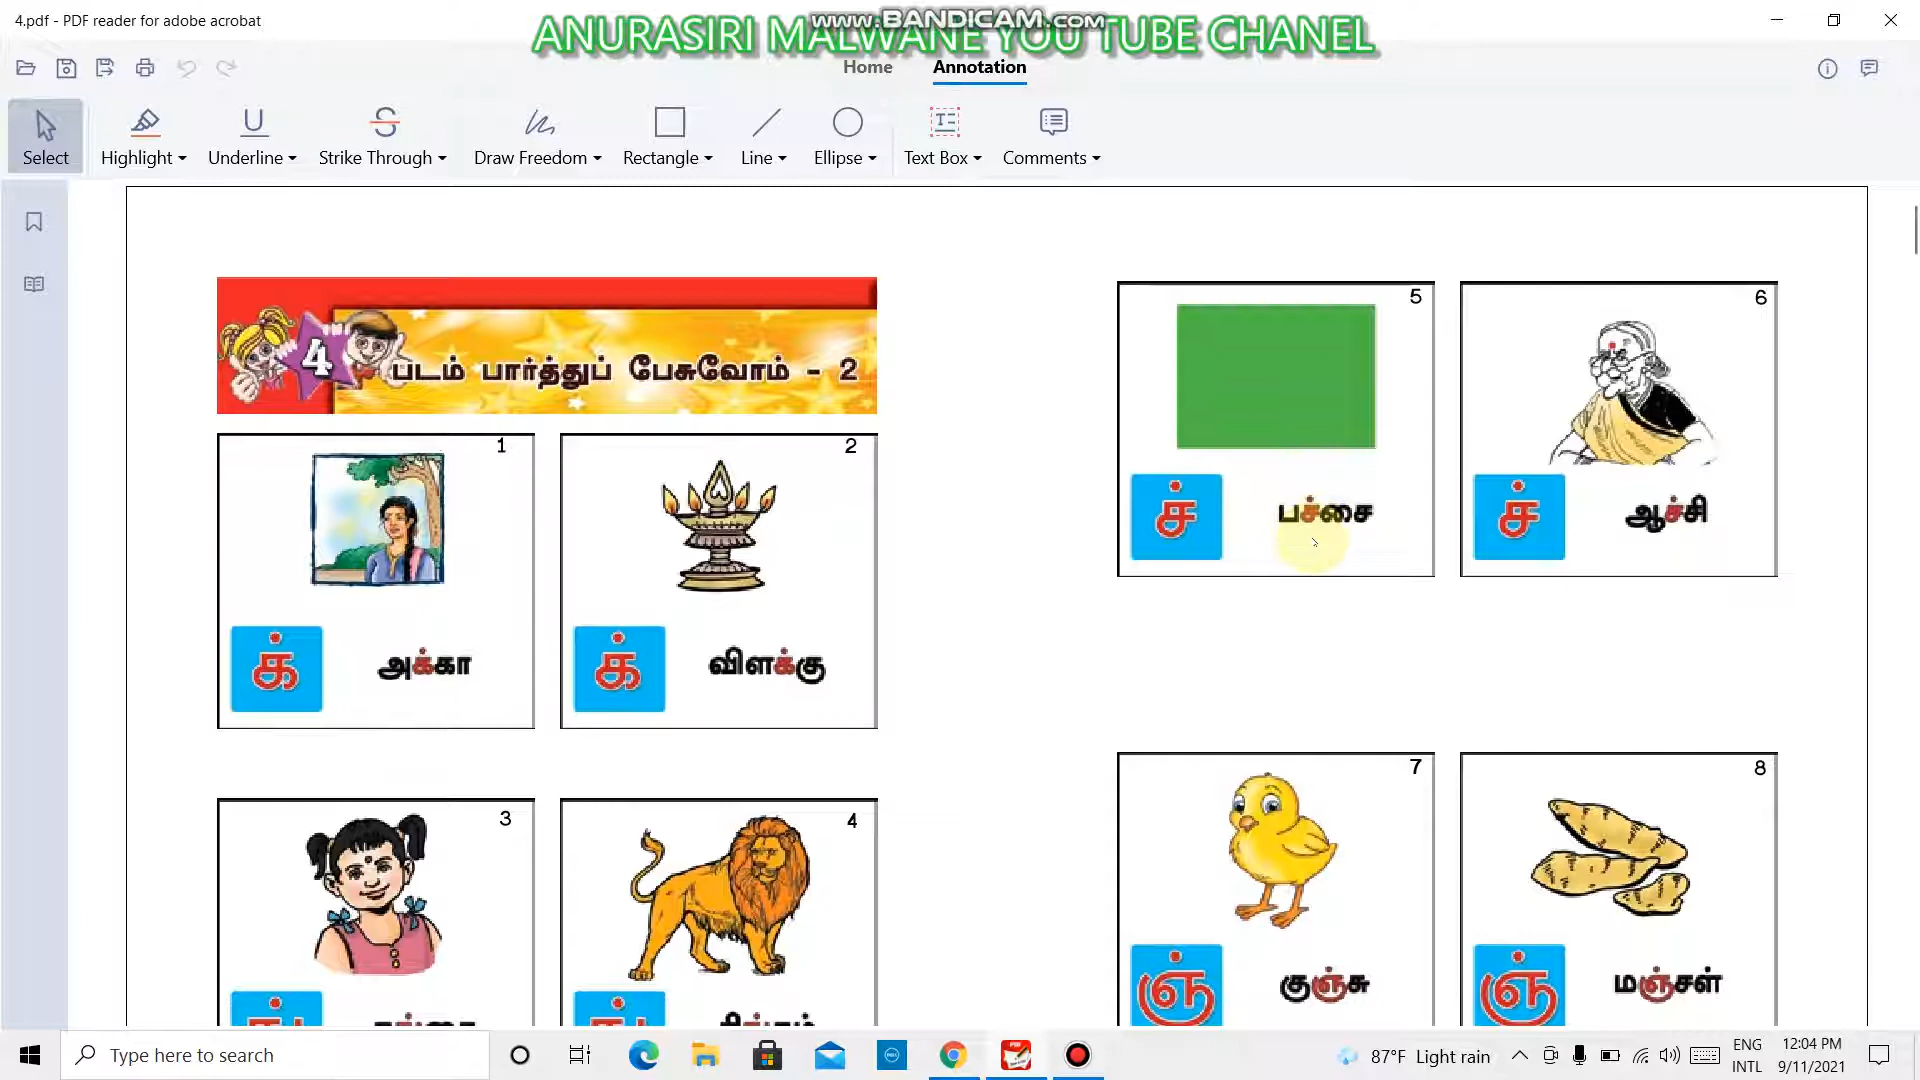 4.pdf - PDF reader for adobe acrobat
www.BANDICAM.com
ANURASIRI MALWANE YOU TUBE CHANEL
Home Annotation
Select Highlight Underline Strike Through Draw Freedom Rectangle Line Ellipse Text Box Comments
4 படம் பார்த்துப் பேசுவோம் - 2
1
க் அக்கா
2
க் விளக்கு
3
4
5
ச் பச்சை
6
ச் ஆச்சி
7
ஞ் குஞ்சு
8
ஞ் மஞ்சள்
Type here to search
87°F Light rain
ENG
INTL
12:04 PM
9/11/2021